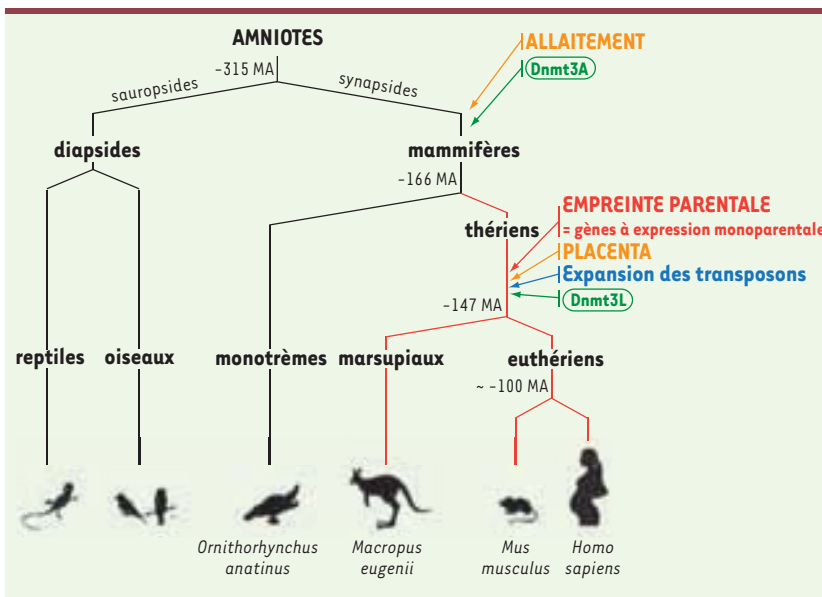 AMNIOTES
-315 MA
sauropsides
synapsides
ALLAITEMENT
Dnmt3A
diapsides
mammifères
-166 MA
thériens
EMPREINTE PARENTALE
= gènes à expression monoparentale
PLACENTA
Expansion des transposons
Dnmt3L
-147 MA
reptiles
oiseaux
monotrèmes
marsupiaux
euthériens
~ -100 MA
Ornithorhynchus
anatinus
Macropus
eugenii
Mus
musculus
Homo
sapiens